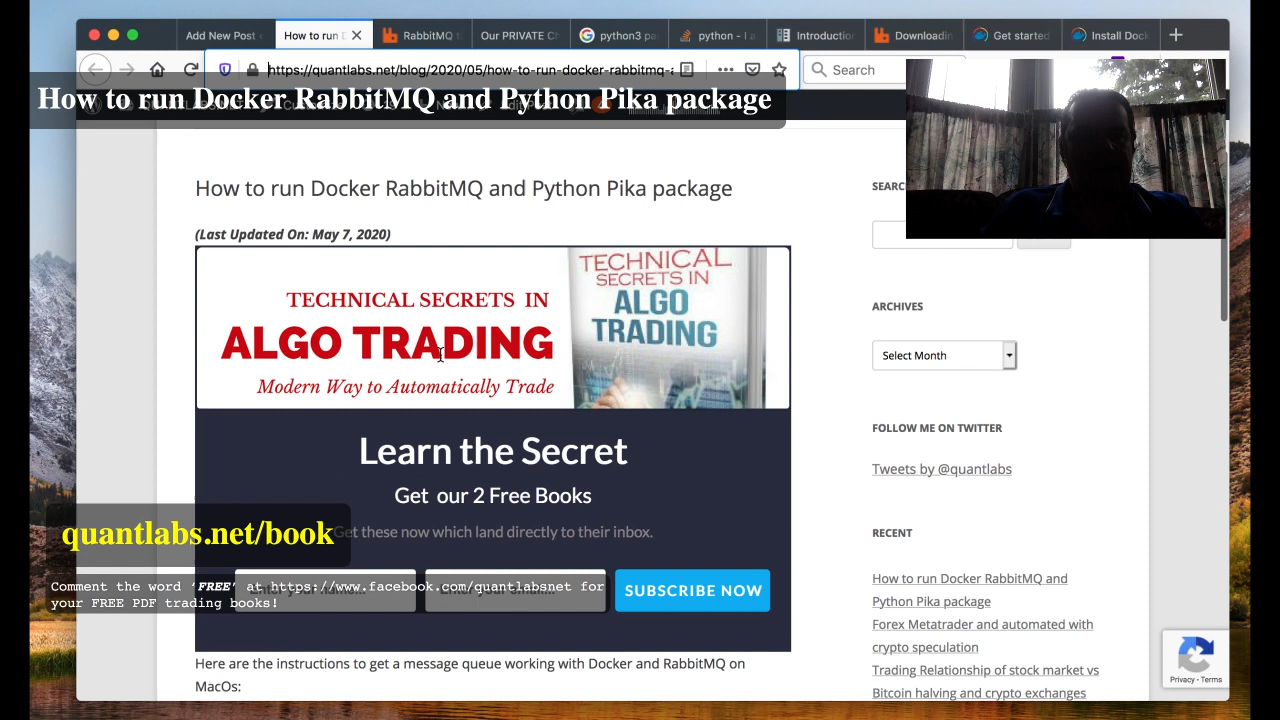 Add New Post
How to run D
RabbitMQ t
Our PRIVATE C
python3 pa
python - I a
Introduction
Downloadin
Get started
Install Dock
https://quantlabs.net/blog/2020/05/how-to-run-docker-rabbitmq-a
Search
How to run Docker RabbitMQ and Python Pika package
How to run Docker RabbitMQ and Python Pika package
(Last Updated On: May 7, 2020)
TECHNICAL SECRETS IN
ALGO TRADING
Modern Way to Automatically Trade
TECHNICAL
SECRETS IN
ALGO
TRADING
Learn the Secret
Get our 2 Free Books
Get these now which land directly to their inbox.
SUBSCRIBE NOW
quantlabs.net/book
Comment the word ‘FREE’ at https://www.facebook.com/quantlabsnet for
your FREE PDF trading books!
Here are the instructions to get a message queue working with Docker and RabbitMQ on
MacOs:
SEARC
ARCHIVES
Select Month
FOLLOW ME ON TWITTER
Tweets by @quantlabs
RECENT
How to run Docker RabbitMQ and
Python Pika package
Forex Metatrader and automated with
crypto speculation
Trading Relationship of stock market vs
Bitcoin halving and crypto exchanges
Privacy - Terms